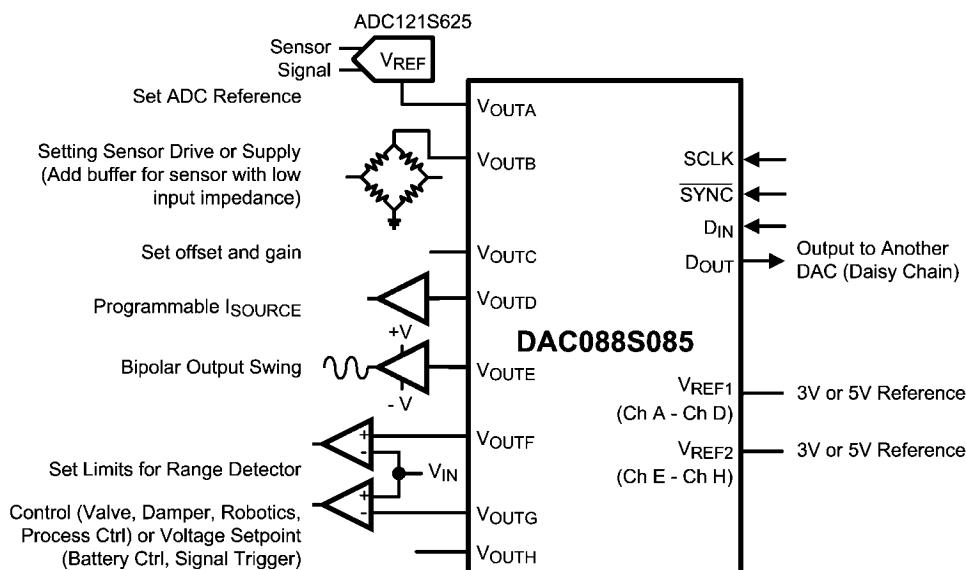 ADC121S625
Sensor
Signal
VREF
Set ADC Reference
VOUTA
Setting Sensor Drive or Supply
(Add buffer for sensor with low
input impedance)
VOUTB
Set offset and gain
VOUTC
Programmable ISOURCE
VOUTD
+V
Bipolar Output Swing
VOUTE
- V
+
-
VOUTF
Set Limits for Range Detector
VIN
+
-
Control (Valve, Damper, Robotics,
Process Ctrl) or Voltage Setpoint
(Battery Ctrl, Signal Trigger)
VOUTG
VOUTH
DAC088S085
SCLK
SYNC
DIN
DOUT
Output to Another
DAC (Daisy Chain)
VREF1
(Ch A - Ch D)
3V or 5V Reference
VREF2
(Ch E - Ch H)
3V or 5V Reference